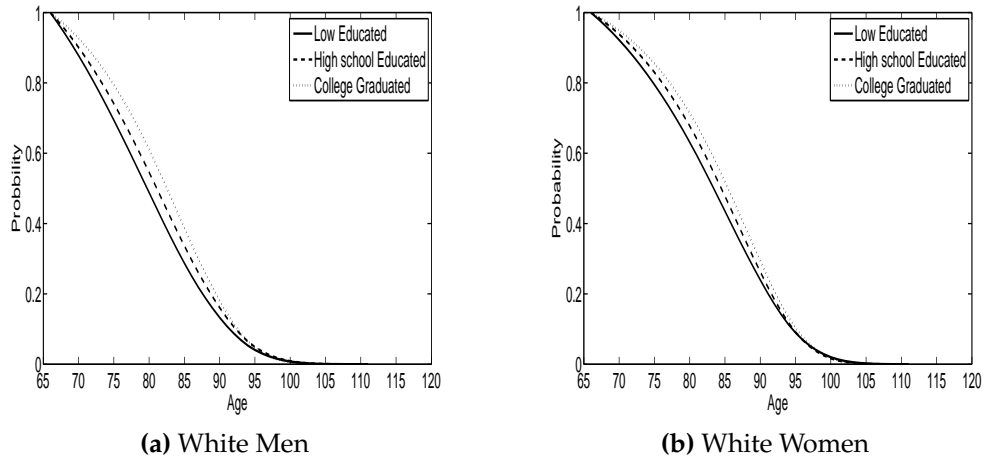 1
0.8
0.6
0.4
0.2
0
Probbility
65 70 75 80 85 90 95 100 105 110 115 120
Age
Low Educated
High school Educated
College Graduated
(a) White Men
1
0.8
0.6
0.4
0.2
0
Probability
65 70 75 80 85 90 95 100 105 110 115 120
Age
Low Educated
High school Educated
College Graduated
(b) White Women